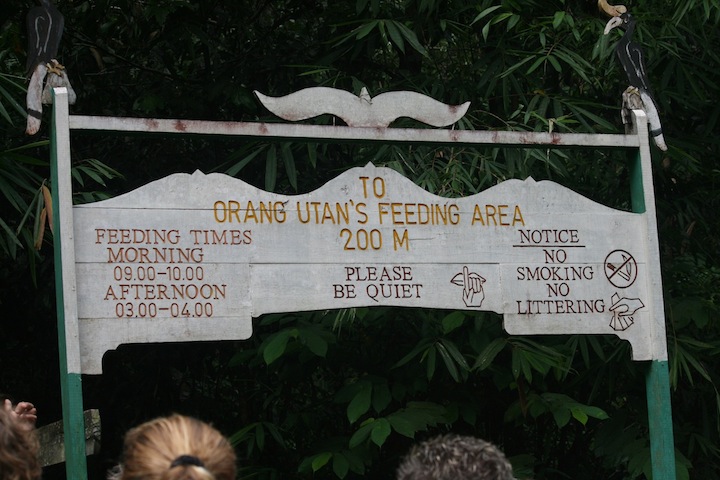 TO
ORANG UTAN'S FEEDING AREA
200 M
FEEDING TIMES
MORNING
09.00-10.00
AFTERNOON
03.00-04.00
PLEASE
BE QUIET
NOTICE
NO
SMOKING
NO
LITTERING